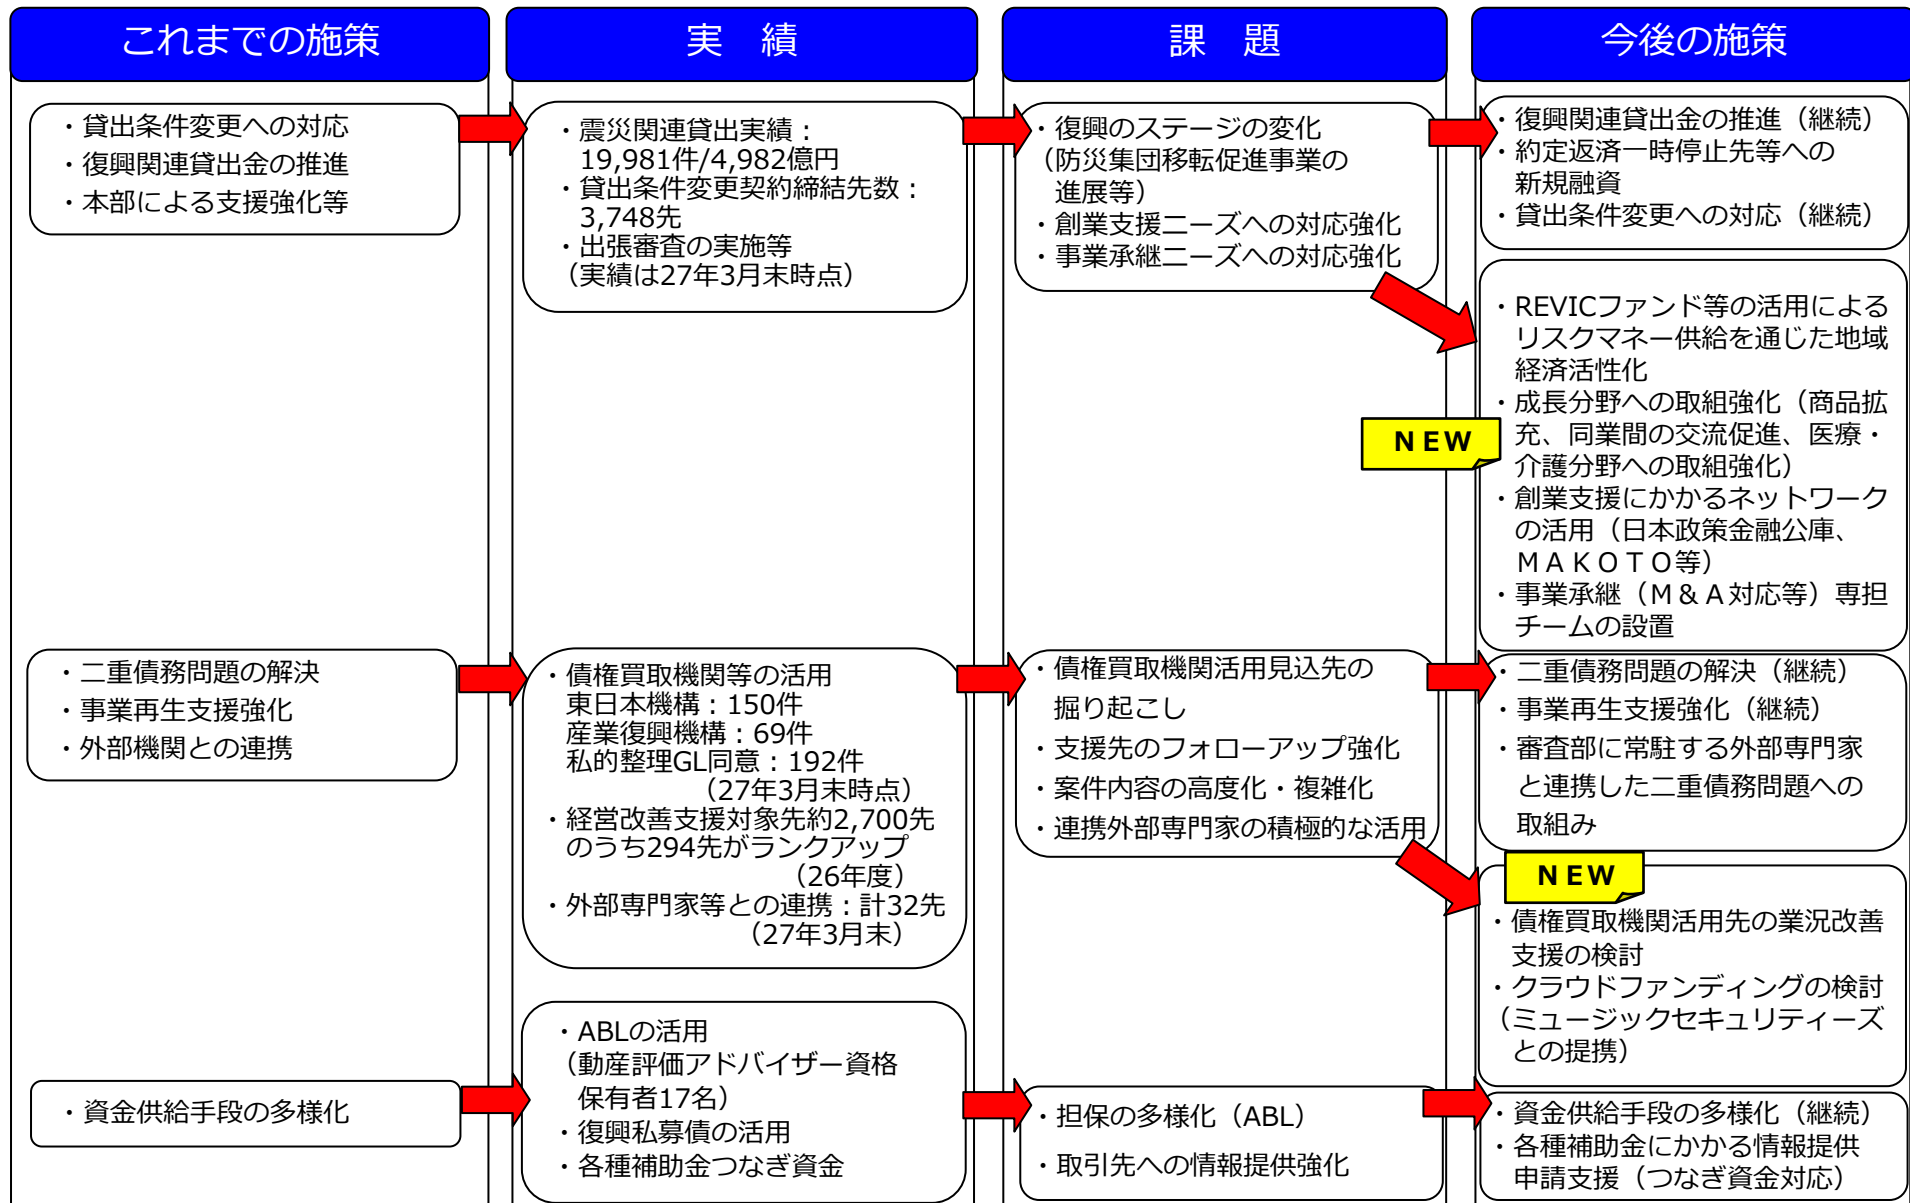 これまでの施策
実　績
課　題
今後の施策
・貸出条件変更への対応
・復興関連貸出金の推進
・本部による支援強化等
・震災関連貸出実績：
19,981件/4,982億円
・貸出条件変更契約締結先数：
3,748先
・出張審査の実施等
（実績は27年3月末時点）
・復興のステージの変化
（防災集団移転促進事業の
進展等）
・創業支援ニーズへの対応強化
・事業承継ニーズへの対応強化
・復興関連貸出金の推進（継続）
・約定返済一時停止先等への
新規融資
・貸出条件変更への対応（継続）
NEW
・REVICファンド等の活用による
リスクマネー供給を通じた地域
経済活性化
・成長分野への取組強化（商品拡
充、同業間の交流促進、医療・
介護分野への取組強化）
・創業支援にかかるネットワーク
の活用（日本政策金融公庫、
ＭＡＫＯＴＯ等）
・事業承継（Ｍ＆Ａ対応等）専担
チームの設置
・二重債務問題の解決
・事業再生支援強化
・外部機関との連携
・債権買取機関等の活用
東日本機構：150件
産業復興機構：69件
私的整理GL同意：192件
（27年3月末時点）
・経営改善支援対象先約2,700先
のうち294先がランクアップ
（26年度）
・外部専門家等との連携：計32先
（27年3月末）
・債権買取機関活用見込先の
掘り起こし
・支援先のフォローアップ強化
・案件内容の高度化・複雑化
・連携外部専門家の積極的な活用
・二重債務問題の解決（継続）
・事業再生支援強化（継続）
・審査部に常駐する外部専門家
と連携した二重債務問題への
取組み
NEW
・債権買取機関活用先の業況改善
支援の検討
・クラウドファンディングの検討
（ミュージックセキュリティーズ
との提携）
・資金供給手段の多様化
・ABLの活用
（動産評価アドバイザー資格
保有者17名）
・復興私募債の活用
・各種補助金つなぎ資金
・担保の多様化（ABL）
・取引先への情報提供強化
・資金供給手段の多様化（継続）
・各種補助金にかかる情報提供
申請支援（つなぎ資金対応）